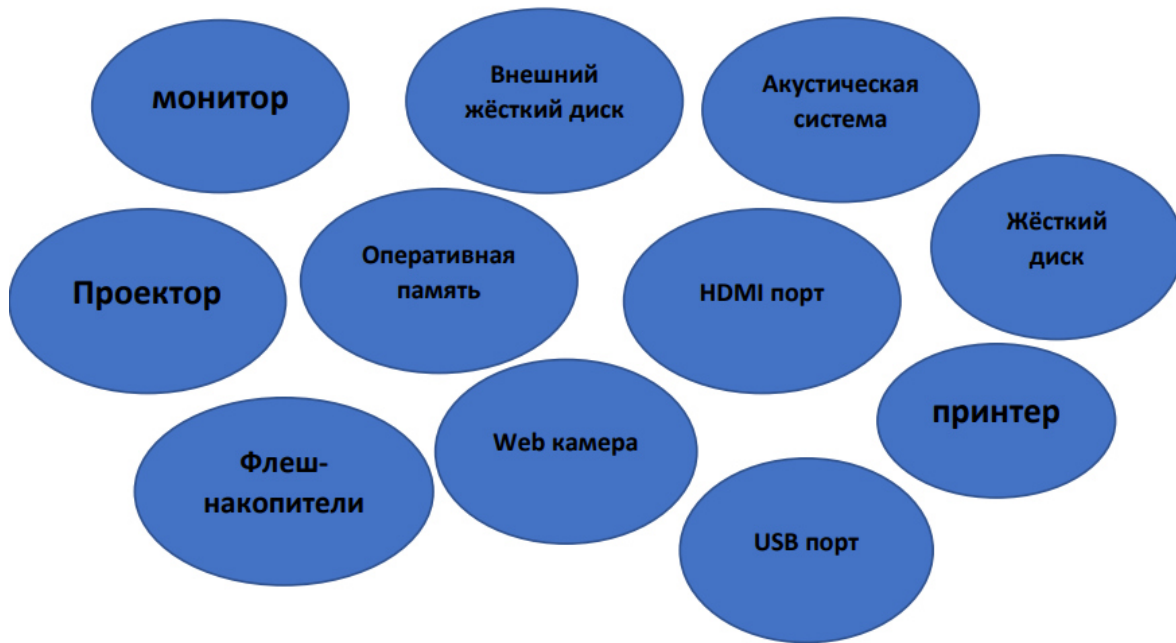 монитор
Внешний
жёсткий диск
Акустическая
система
Проектор
Оперативная
память
HDMI порт
Жёсткий
диск
Флеш-
накопители
Web камера
USB порт
принтер